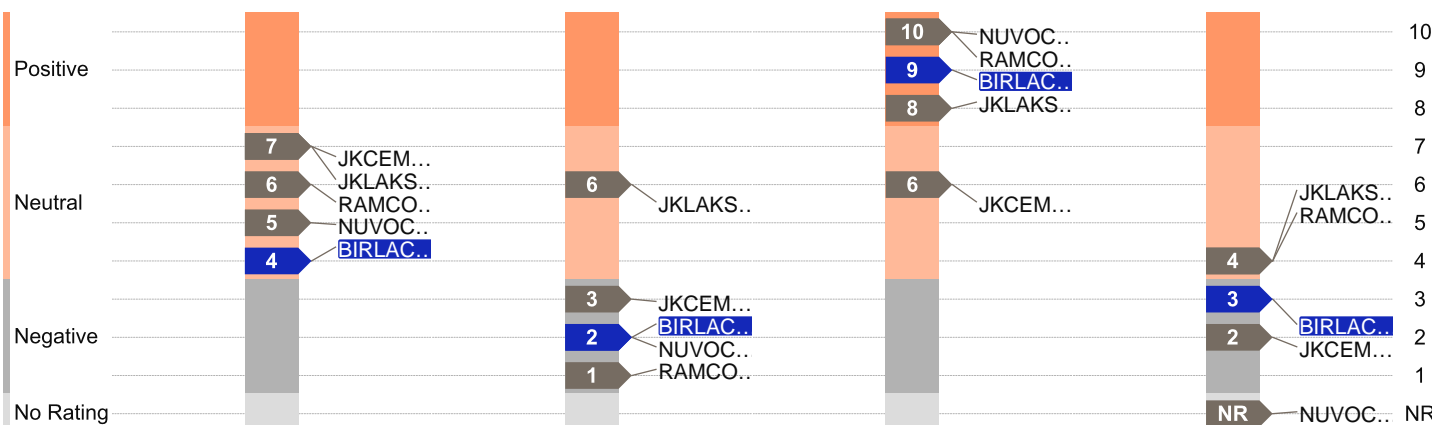 10 10
NUVOC..
RAMCO..
Positive 9 9
BIRLAC..
8 JKLAKS.. 8
7 7
JKCEM...
JKLAKS..
6 6 6 6
RAMCO.. JKLAKS.. JKCEM... JKLAKS..
Neutral
5 NUVOC.. RAMCO.. 5
BIRLAC..
4 4 4
3 JKCEM... 3 3
BIRLAC.. BIRLAC..
Negative 2 2 2
NUVOC.. JKCEM...
1 RAMCO.. 1
No Rating NR NUVOC.. NR